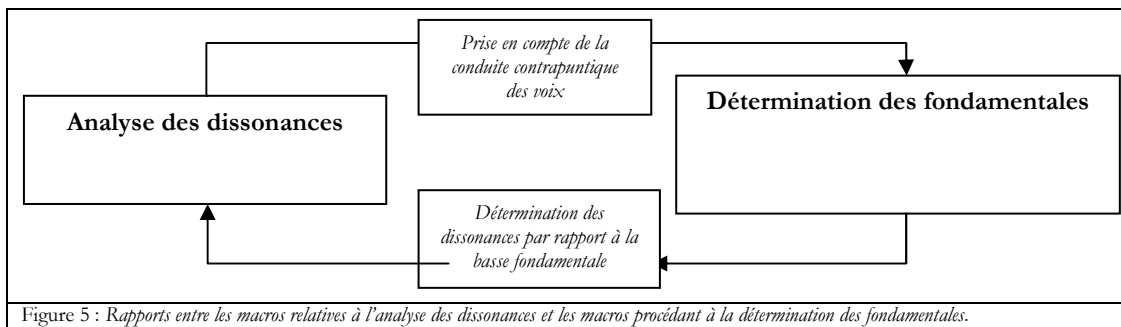 Prise en compte de la
conduite contrapuntique
des voix
Analyse des dissonances
Détermination des fondamentales
Détermination des
dissonances par rapport à la
basse fondamentale
Figure 5 : Rapports entre les macros relatives à l'analyse des dissonances et les macros procédant à la détermination des fondamentales.